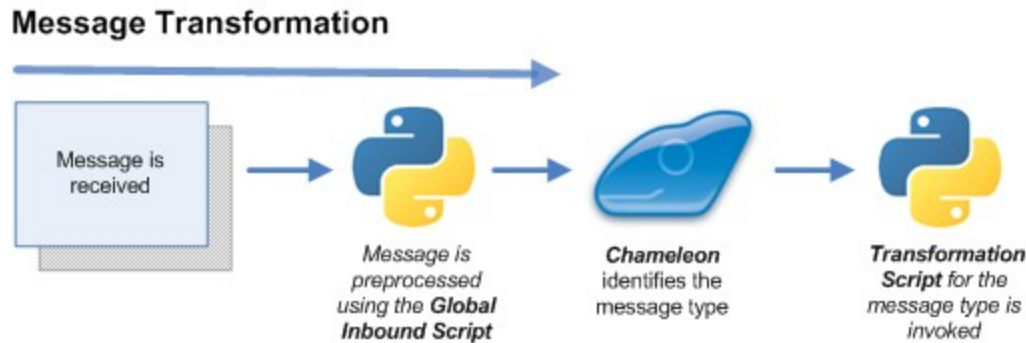 Message Transformation
Message is
received
Message is
preprocessed
using the Global
Inbound Script
Chameleon
identifies the
message type
Transformation
Script for the
message type is
invoked